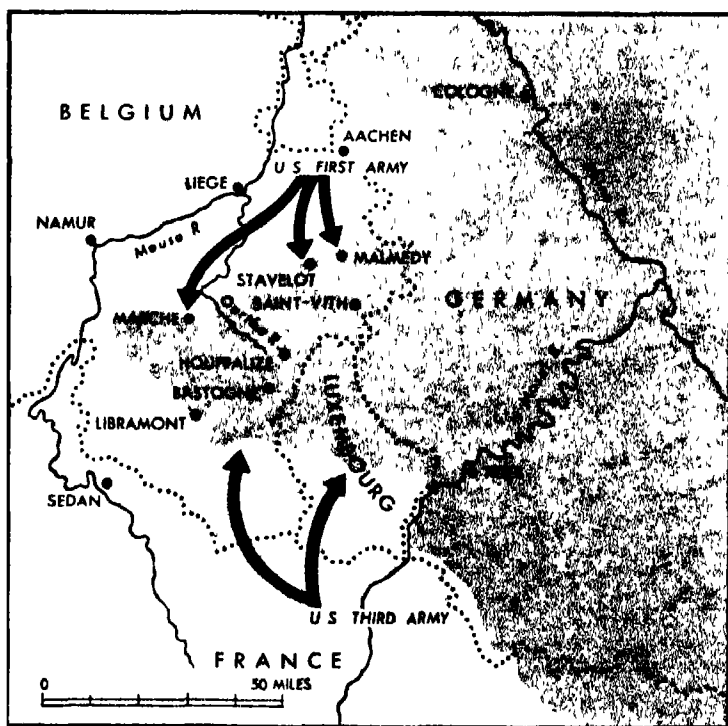 COLOGNE
BELGIUM
AACHEN
U S FIRST ARMY
LIEGE
NAMUR
Meuse R
MALMEDY
STAVELOT
SAINT-VITH
GERMANY
Ourthe R
MARCHE
HOUFFALIZE
BASTOGNE
LUXEMBOURG
LIBRAMONT
SEDAN
U S THIRD ARMY
FRANCE
0 50 MILES